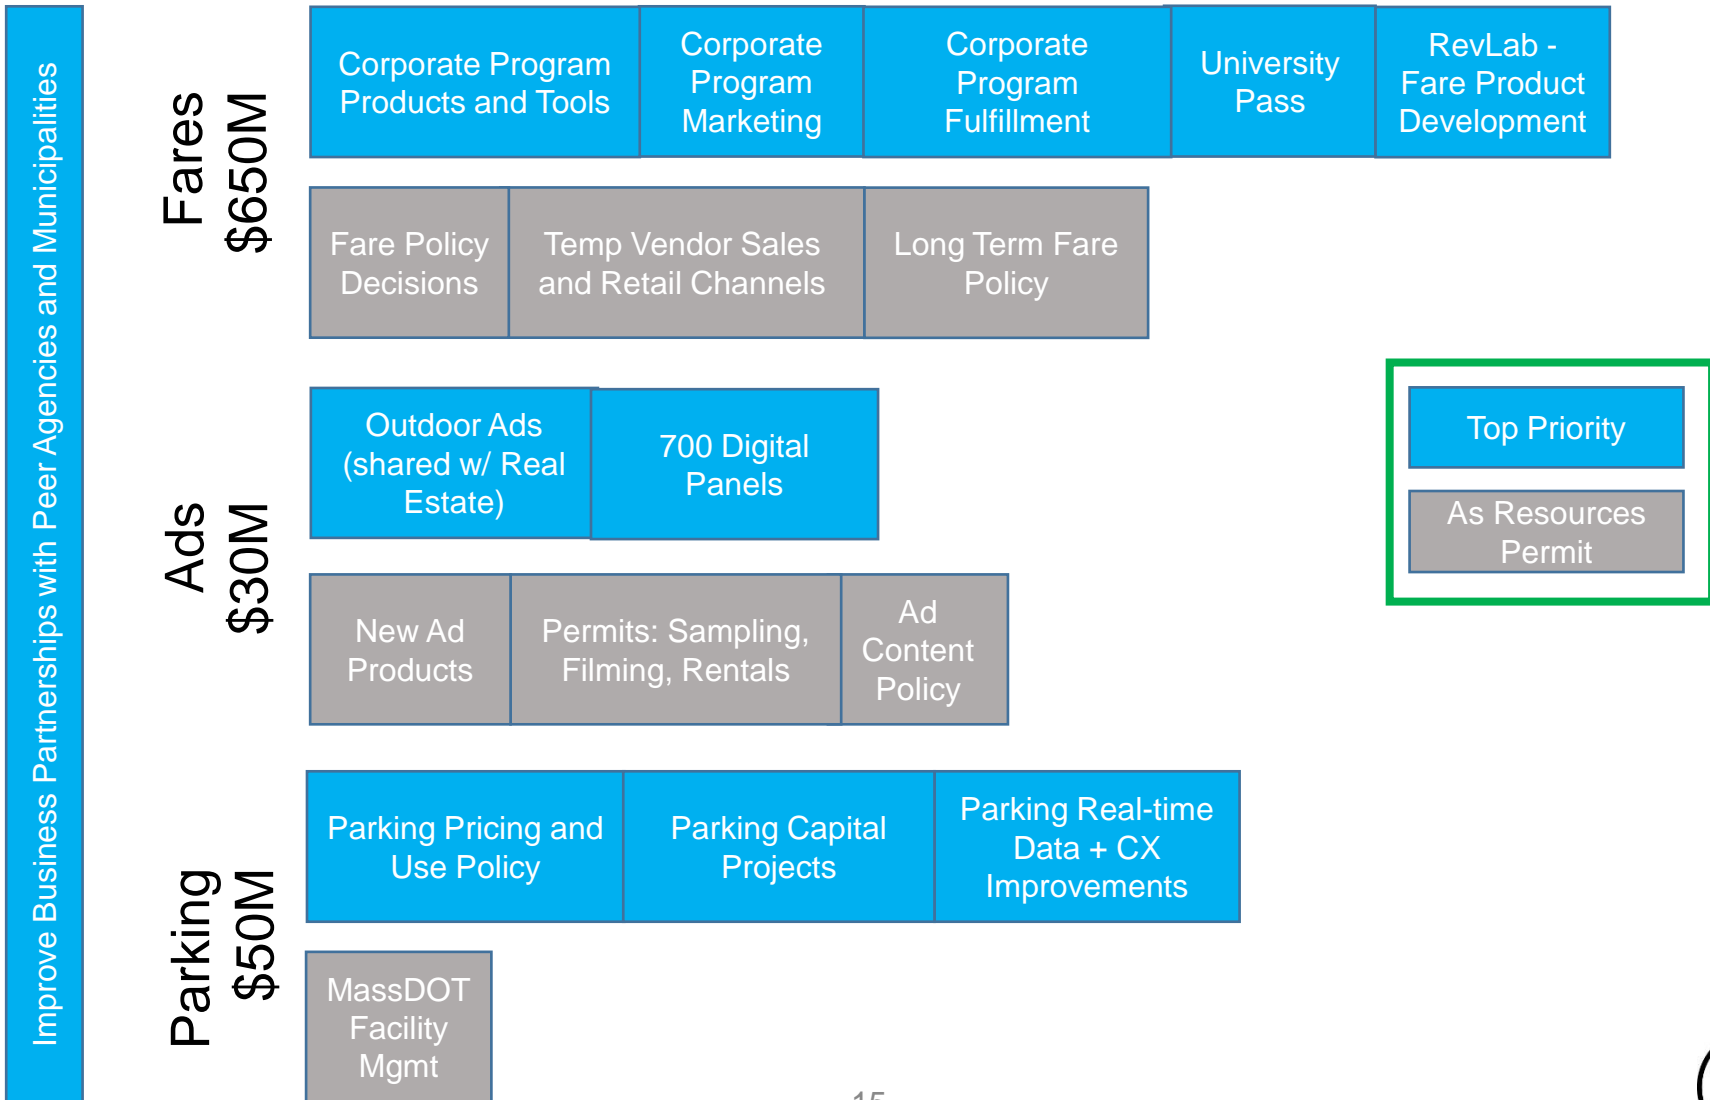 Improve Business Partnerships with Peer Agencies and Municipalities
Fares
$650M
Corporate Program
Products and Tools
Corporate
Program
Marketing
Corporate
Program
Fulfillment
University
Pass
RevLab -
Fare Product
Development
Fare Policy
Decisions
Temp Vendor Sales
and Retail Channels
Long Term Fare
Policy
Ads
$30M
Outdoor Ads
(shared w/ Real
Estate)
700 Digital
Panels
New Ad
Products
Permits: Sampling,
Filming, Rentals
Ad
Content
Policy
Top Priority
As Resources
Permit
Parking
$50M
Parking Pricing and
Use Policy
Parking Capital
Projects
Parking Real-time
Data + CX
Improvements
MassDOT
Facility
Mgmt
15